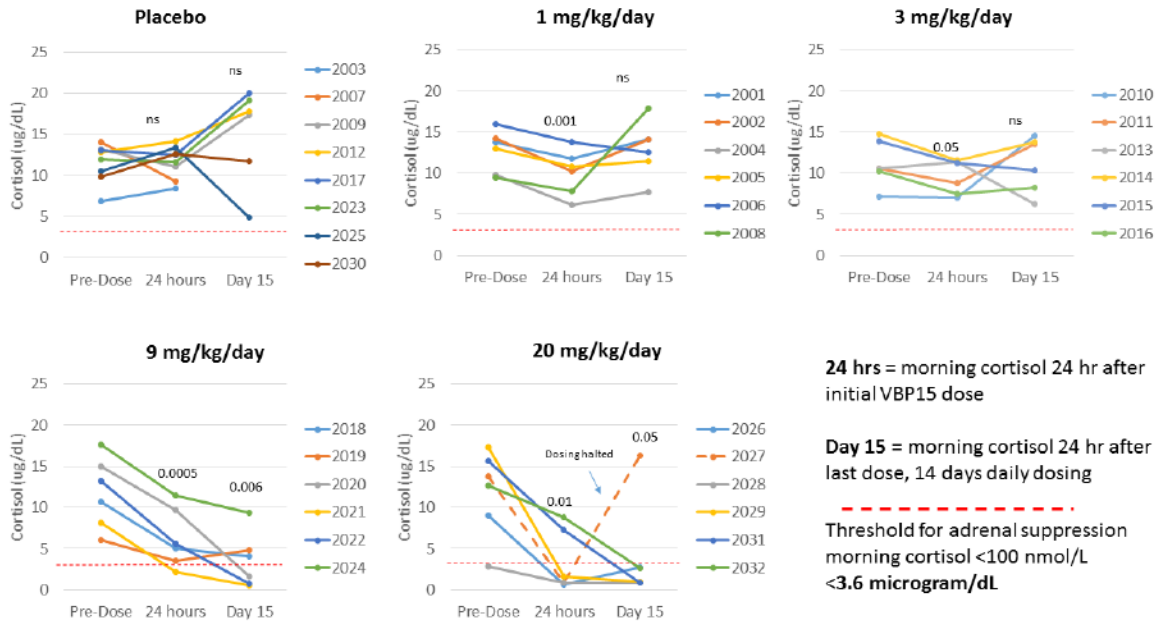 Placebo
25
20
15
10
5
0
Cortisol (ug/dL)
ns
ns
Pre-Dose 24 hours Day 15
2003
2007
2009
2012
2017
2023
2025
2030
1 mg/kg/day
25
20
15
10
5
0
Cortisol (ug/dL)
0.001
ns
Pre-Dose 24 hours Day 15
2001
2002
2004
2005
2006
2008
3 mg/kg/day
25
20
15
10
5
0
Cortisol (ug/dL)
0.05
ns
Pre-Dose 24 hours Day 15
2010
2011
2013
2014
2015
2016
9 mg/kg/day
25
20
15
10
5
0
Cortisol (ug/dL)
0.0005
0.006
Pre-Dose 24 hours Day 15
2018
2019
2020
2021
2022
2024
20 mg/kg/day
25
20
15
10
5
0
Cortisol (ug/dL)
Dosing halted
0.01
0.05
Pre-Dose 24 hours Day 15
2026
2027
2028
2029
2031
2032
24 hrs = morning cortisol 24 hr after
initial VBP15 dose
Day 15 = morning cortisol 24 hr after
last dose, 14 days daily dosing
Threshold for adrenal suppression
morning cortisol <100 nmol/L
<3.6 microgram/dL